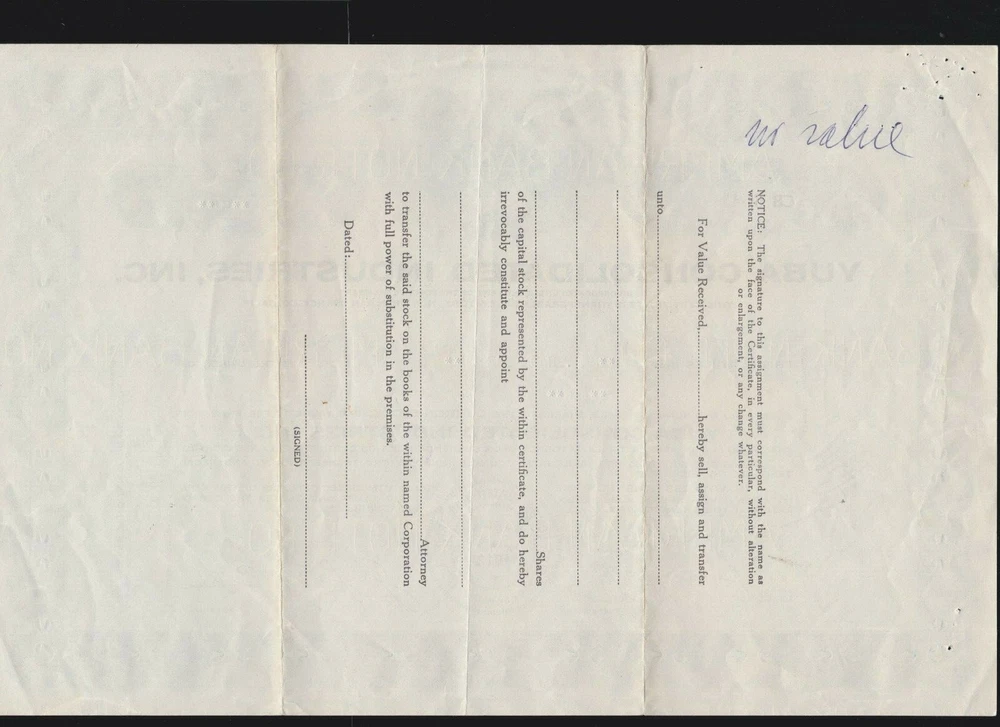 no value
NOTICE: The signature to this assignment must correspond with the name as
written upon the face of the Certificate, in every particular, without alteration
or enlargement, or any change whatever.
For Value Received, hereby sell, assign and transfer
unto
Shares
of the capital stock represented by the within certificate, and do hereby
irrevocably constitute and appoint
Attorney
to transfer the said stock on the books of the within named Corporation
with full power of substitution in the premises.
Dated:
(SIGNED)
YUBA CONSOLIDATED INDUSTRIES, INC.